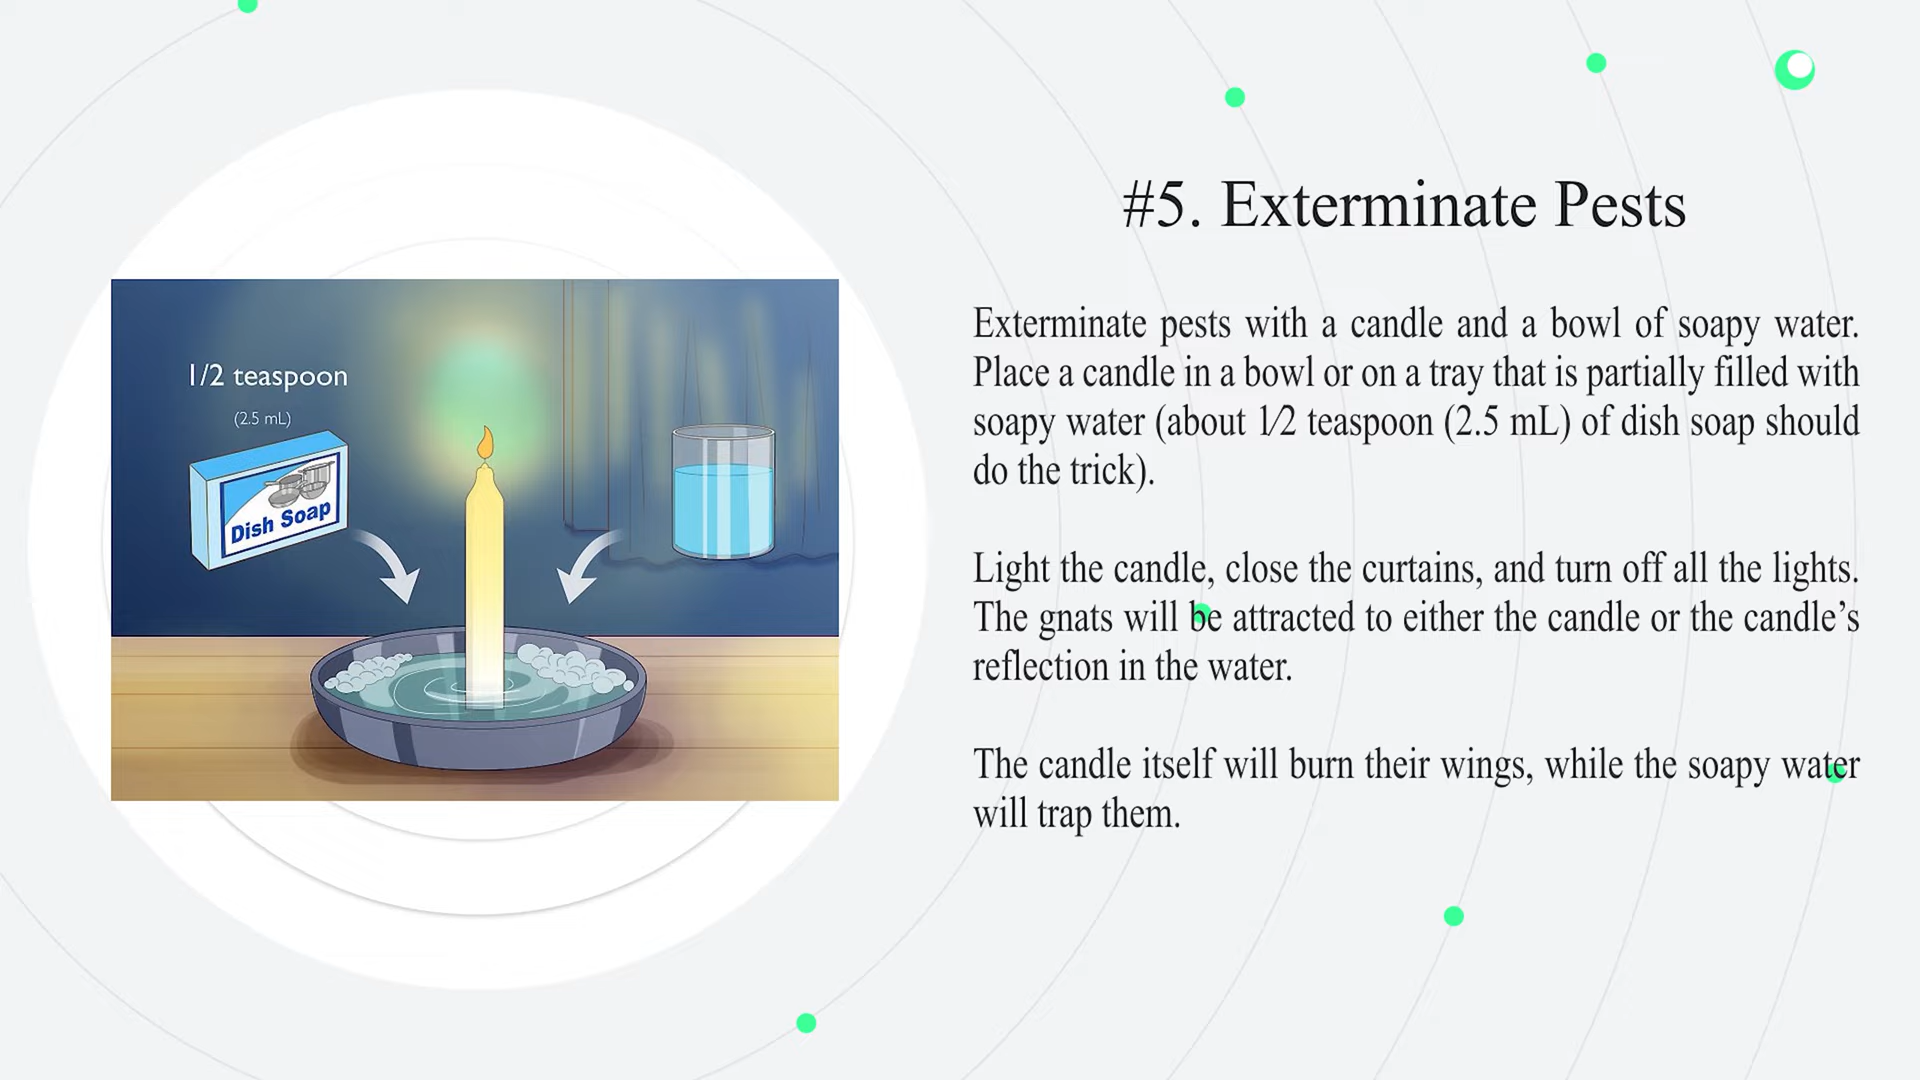 #5. Exterminate Pests
1/2 teaspoon
(2.5 mL)
Dish Soap
Exterminate pests with a candle and a bowl of soapy water.
Place a candle in a bowl or on a tray that is partially filled with
soapy water (about 1⁄2 teaspoon (2.5 mL) of dish soap should
do the trick).
Light the candle, close the curtains, and turn off all the lights.
The gnats will be attracted to either the candle or the candle’s
reflection in the water.
The candle itself will burn their wings, while the soapy water
will trap them.